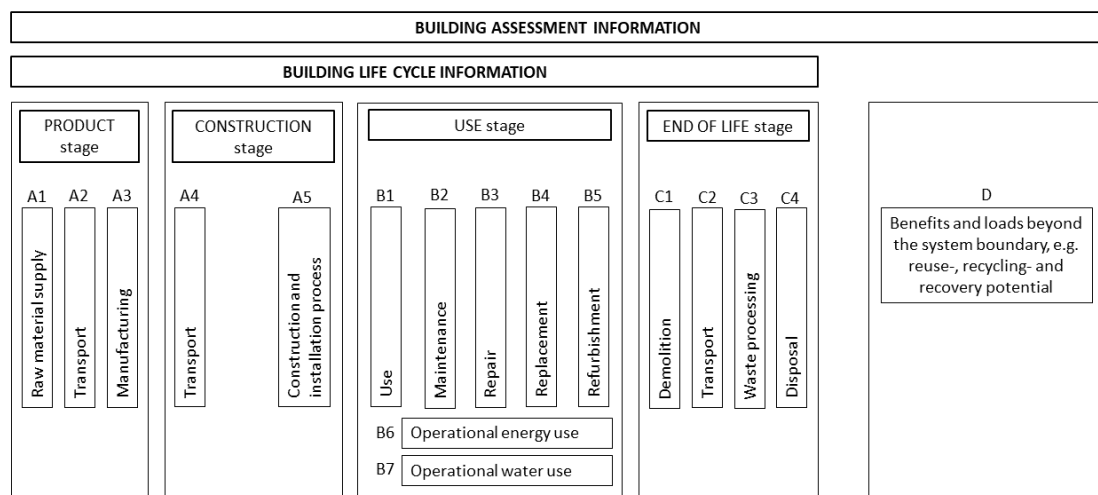 BUILDING ASSESSMENT INFORMATION
BUILDING LIFE CYCLE INFORMATION
PRODUCT
stage
CONSTRUCTION
stage
USE stage
END OF LIFE stage
A1
A2
A3
A4
A5
B1
B2
B3
B4
B5
C1
C2
C3
C4
D
Raw material supply
Transport
Manufacturing
Transport
Construction and
installation process
Use
Maintenance
Repair
Replacement
Refurbishment
Demolition
Transport
Waste processing
Disposal
Benefits and loads beyond
the system boundary, e.g.
reuse-, recycling- and
recovery potential
B6 Operational energy use
B7 Operational water use